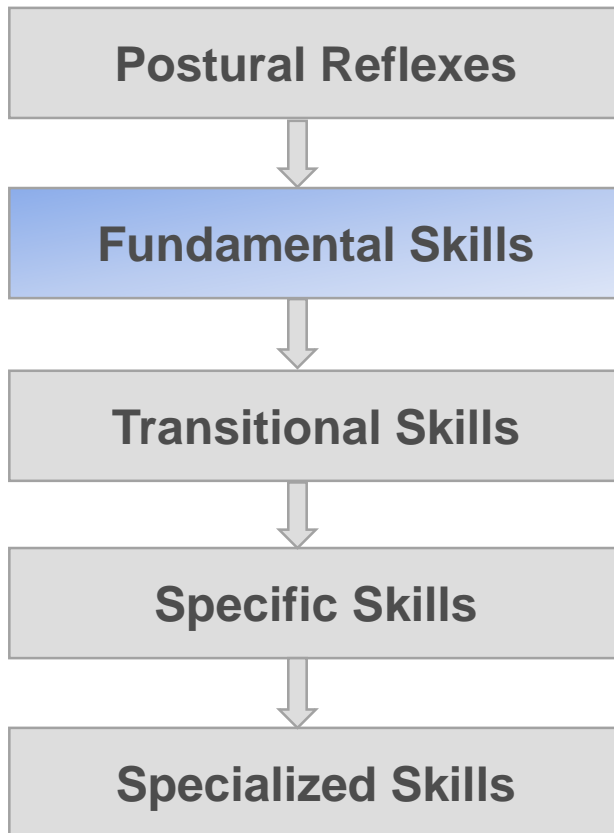 Postural Reflexes
Fundamental Skills
Transitional Skills
Specific Skills
Specialized Skills